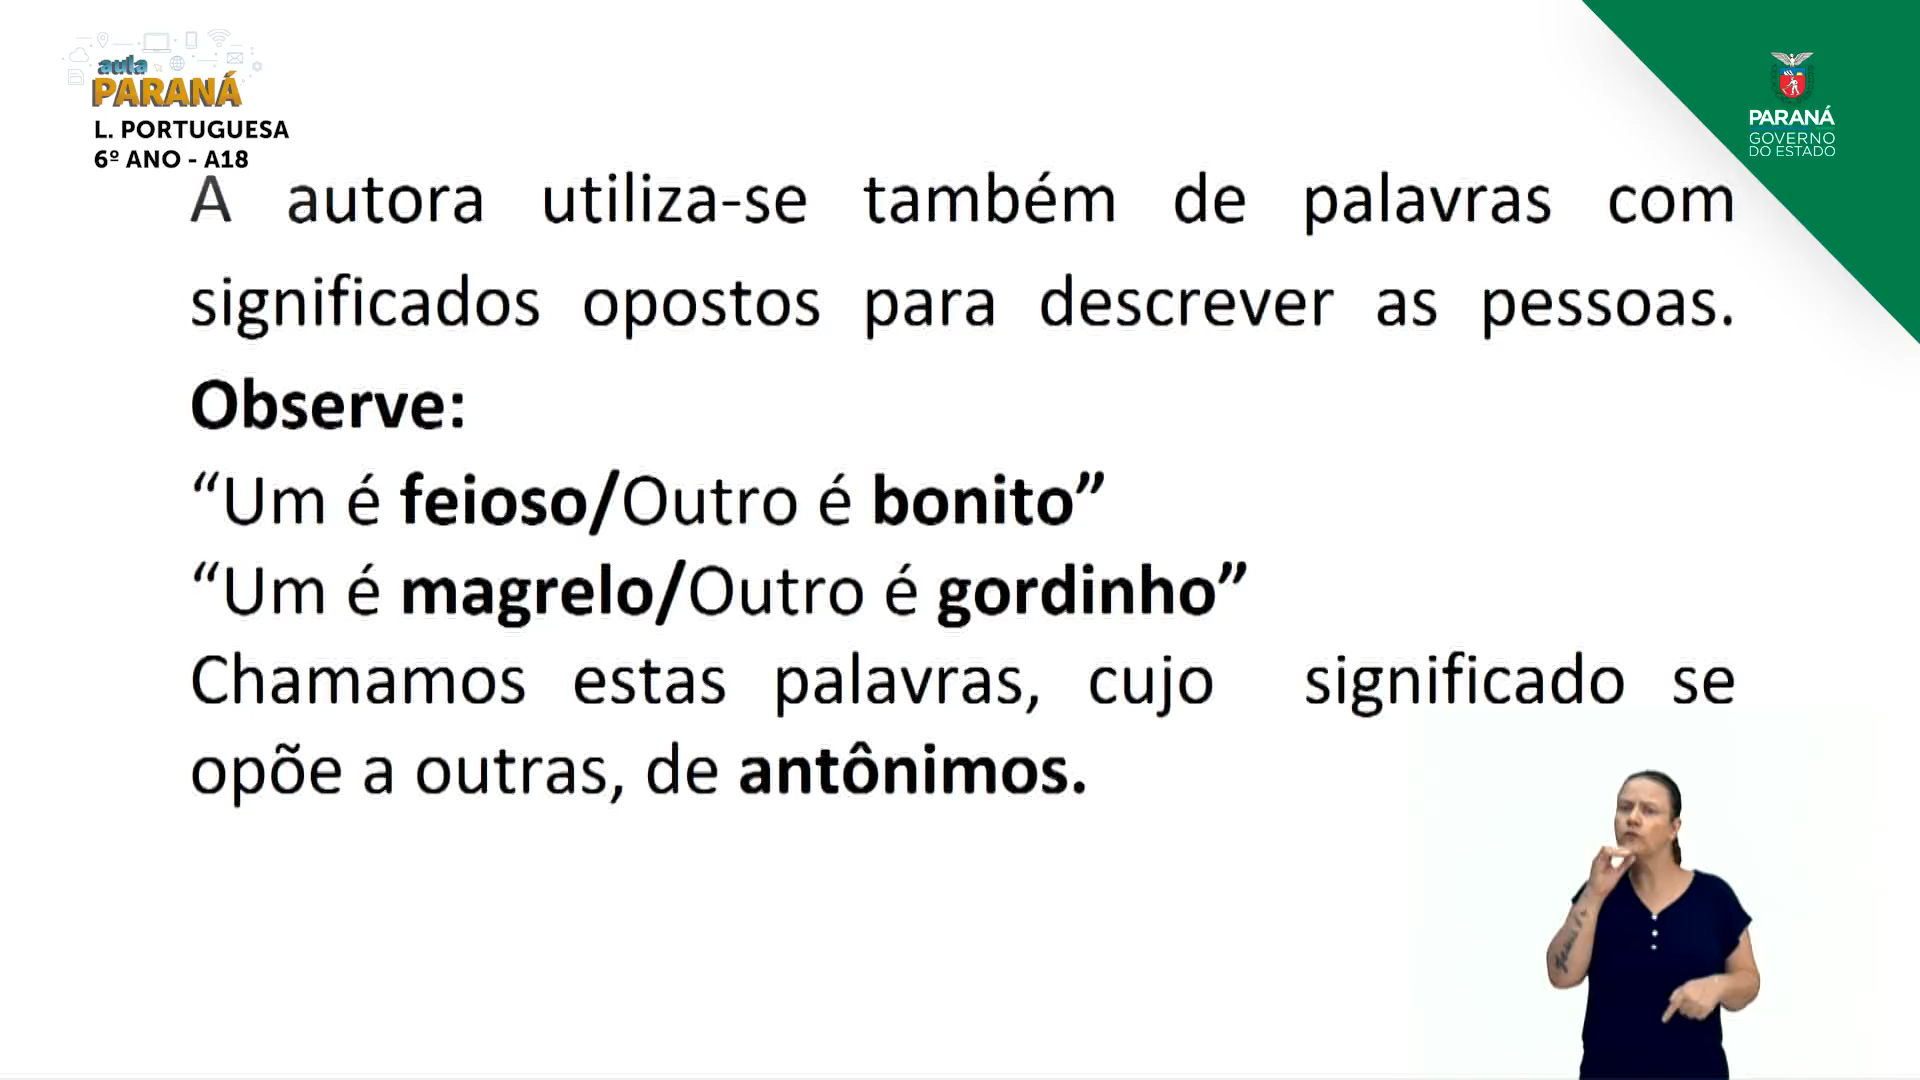 aula
PARANÁ
L. PORTUGUESA
6º ANO - A18
PARANÁ
GOVERNO
DO ESTADO
A autora utiliza-se também de palavras com
significados opostos para descrever as pessoas.
Observe:
“Um é feioso/Outro é bonito”
“Um é magrelo/Outro é gordinho”
Chamamos estas palavras, cujo significado se
opõe a outras, de antônimos.